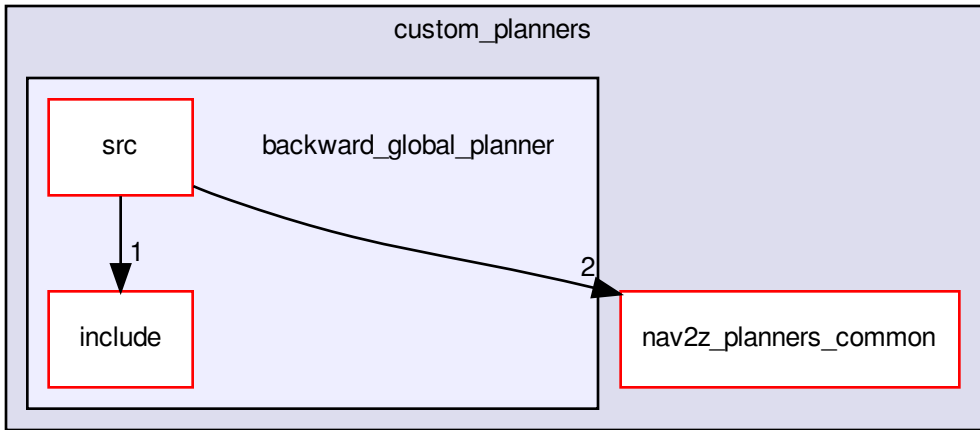 custom_planners
src
backward_global_planner
1
2
include
nav2z_planners_common